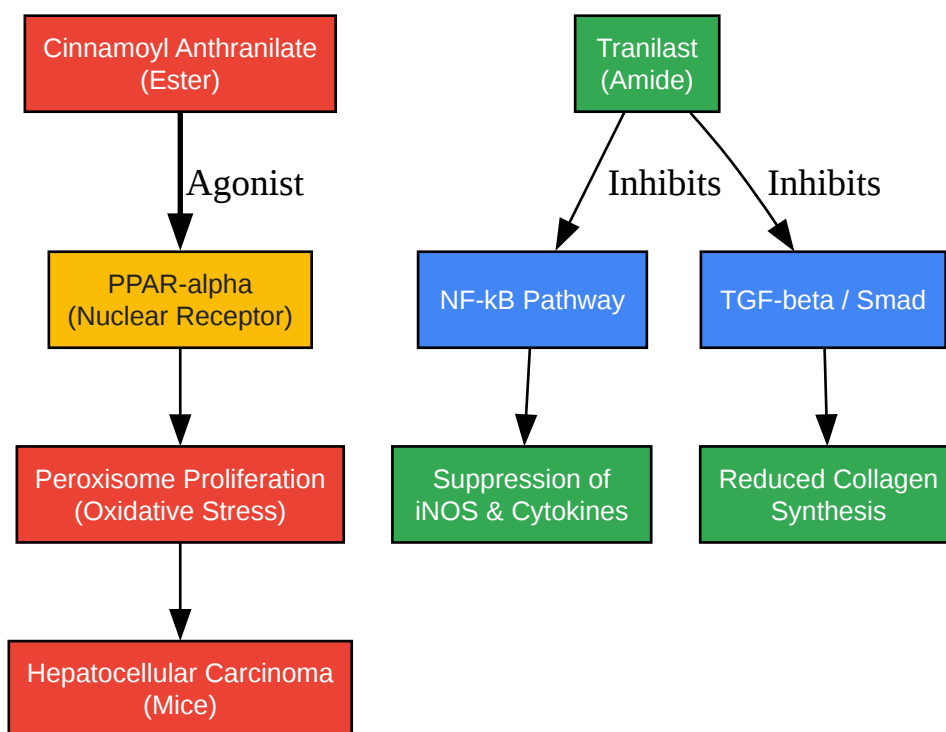 Cinnamoyl Anthranilate
(Ester)
Tranilast
(Amide)
Agonist
Inhibits
Inhibits
PPAR-alpha
(Nuclear Receptor)
NF-kB Pathway
TGF-beta / Smad
Peroxisome Proliferation
(Oxidative Stress)
Suppression of
iNOS & Cytokines
Reduced Collagen
Synthesis
Hepatocellular Carcinoma
(Mice)